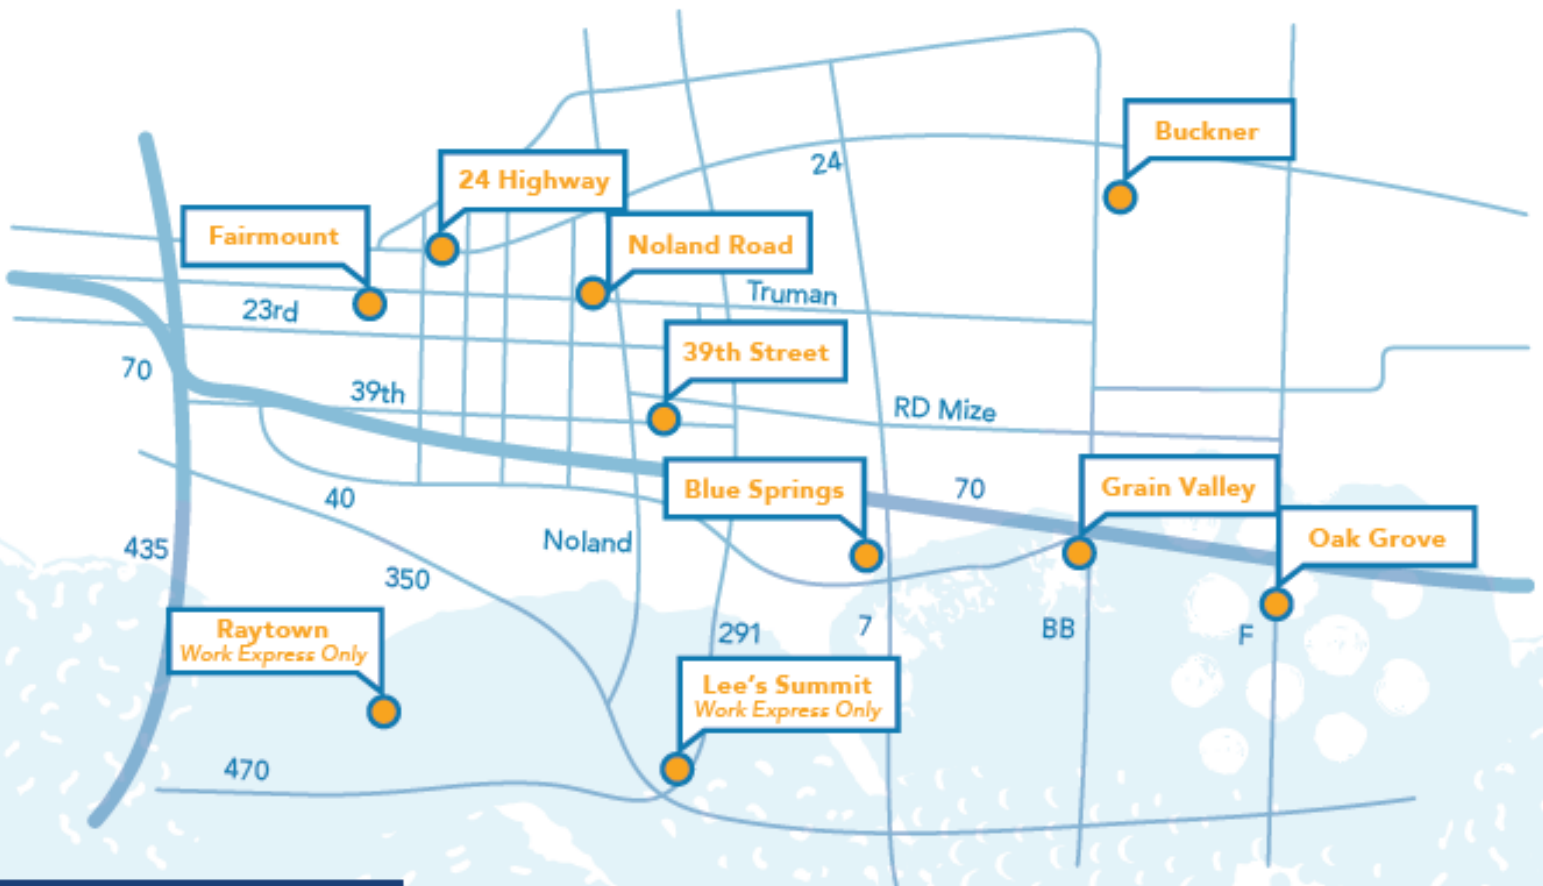 Buckner
24
24 Highway
Fairmount
Noland Road
Truman
23rd
39th Street
70
39th
RD Mize
Blue Springs
70
Grain Valley
40
Oak Grove
Noland
435
350
Raytown
Work Express Only
291
7
BB
F
Lee's Summit
Work Express Only
470